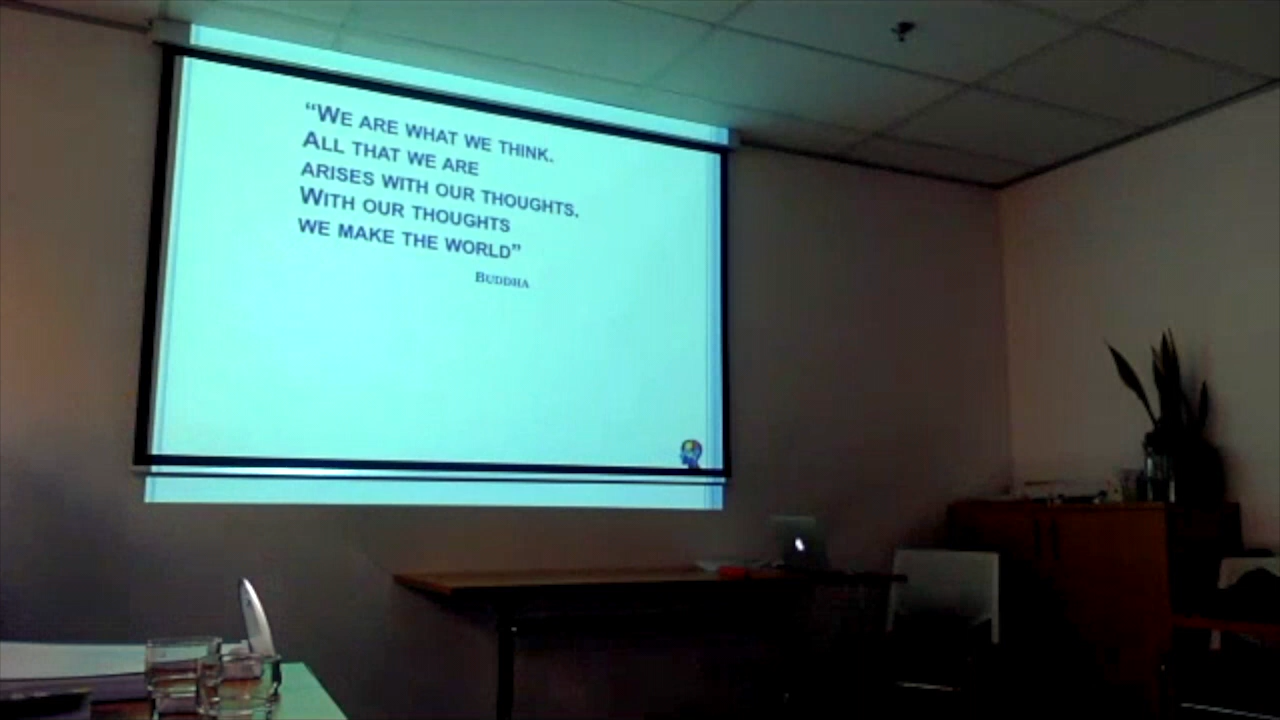 “WE ARE WHAT WE THINK.
ALL THAT WE ARE
ARISES WITH OUR THOUGHTS.
WITH OUR THOUGHTS
WE MAKE THE WORLD”
BUDDHA